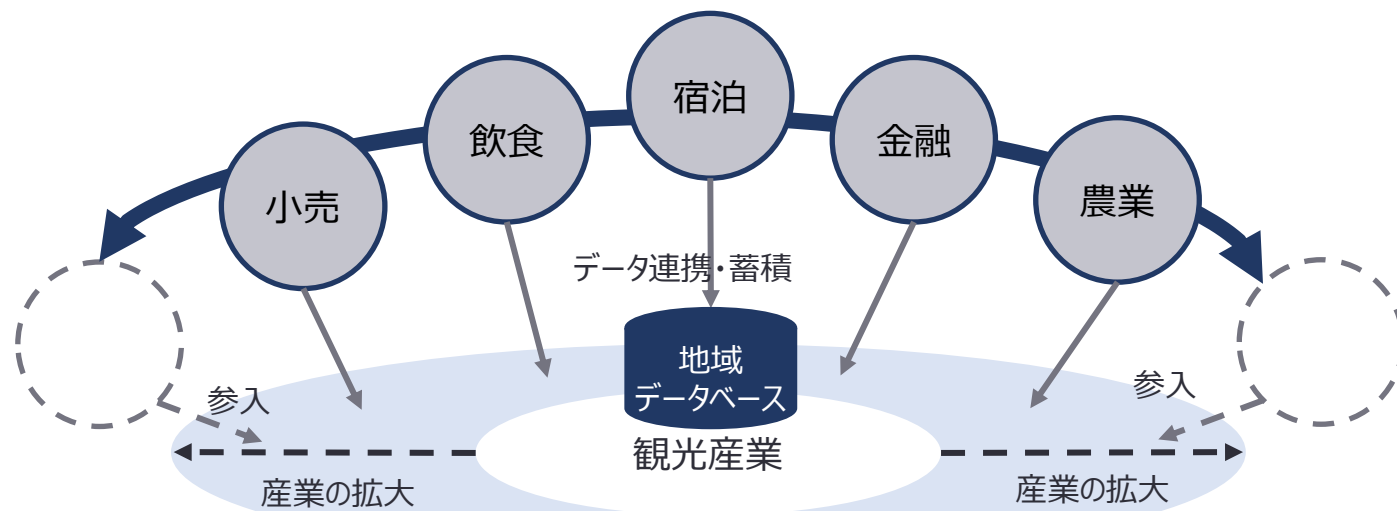 宿泊
飲食
金融
小売
農業
データ連携・蓄積
地域
データベース
参入
参入
観光産業
産業の拡大
産業の拡大